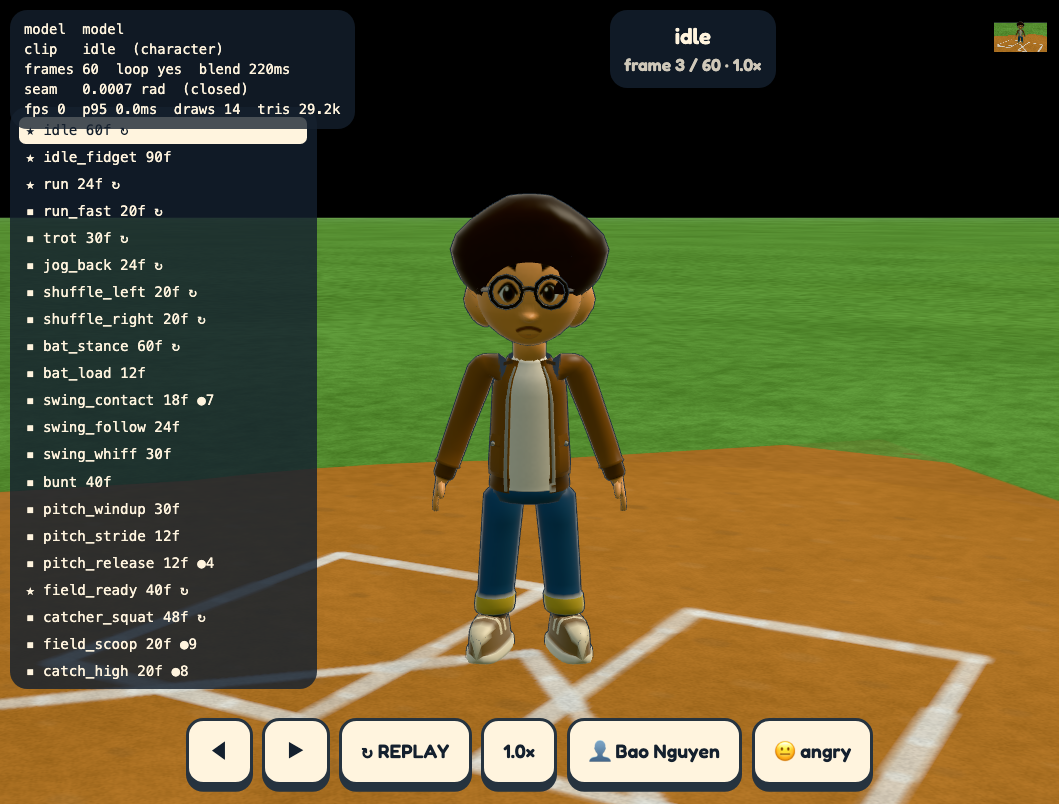 model  model
clip   idle  (character)
frames 60  loop yes  blend 220ms
seam   0.0007 rad  (closed)
fps 0  p95 0.0ms  draws 14  tris 29.2k
★ idle 60f ↻
★ idle_fidget 90f
★ run 24f ↻
▪ run_fast 20f ↻
▪ trot 30f ↻
▪ jog_back 24f ↻
▪ shuffle_left 20f ↻
▪ shuffle_right 20f ↻
▪ bat_stance 60f ↻
▪ bat_load 12f
▪ swing_contact 18f ●7
▪ swing_follow 24f
▪ swing_whiff 30f
▪ bunt 40f
▪ pitch_windup 30f
▪ pitch_stride 12f
▪ pitch_release 12f ●4
★ field_ready 40f ↻
▪ catcher_squat 48f ↻
▪ field_scoop 20f ●9
▪ catch_high 20f ●8
idle
frame 3 / 60 · 1.0×
◀ ▶ ↻ REPLAY 1.0× 👤 Bao Nguyen 😐 angry